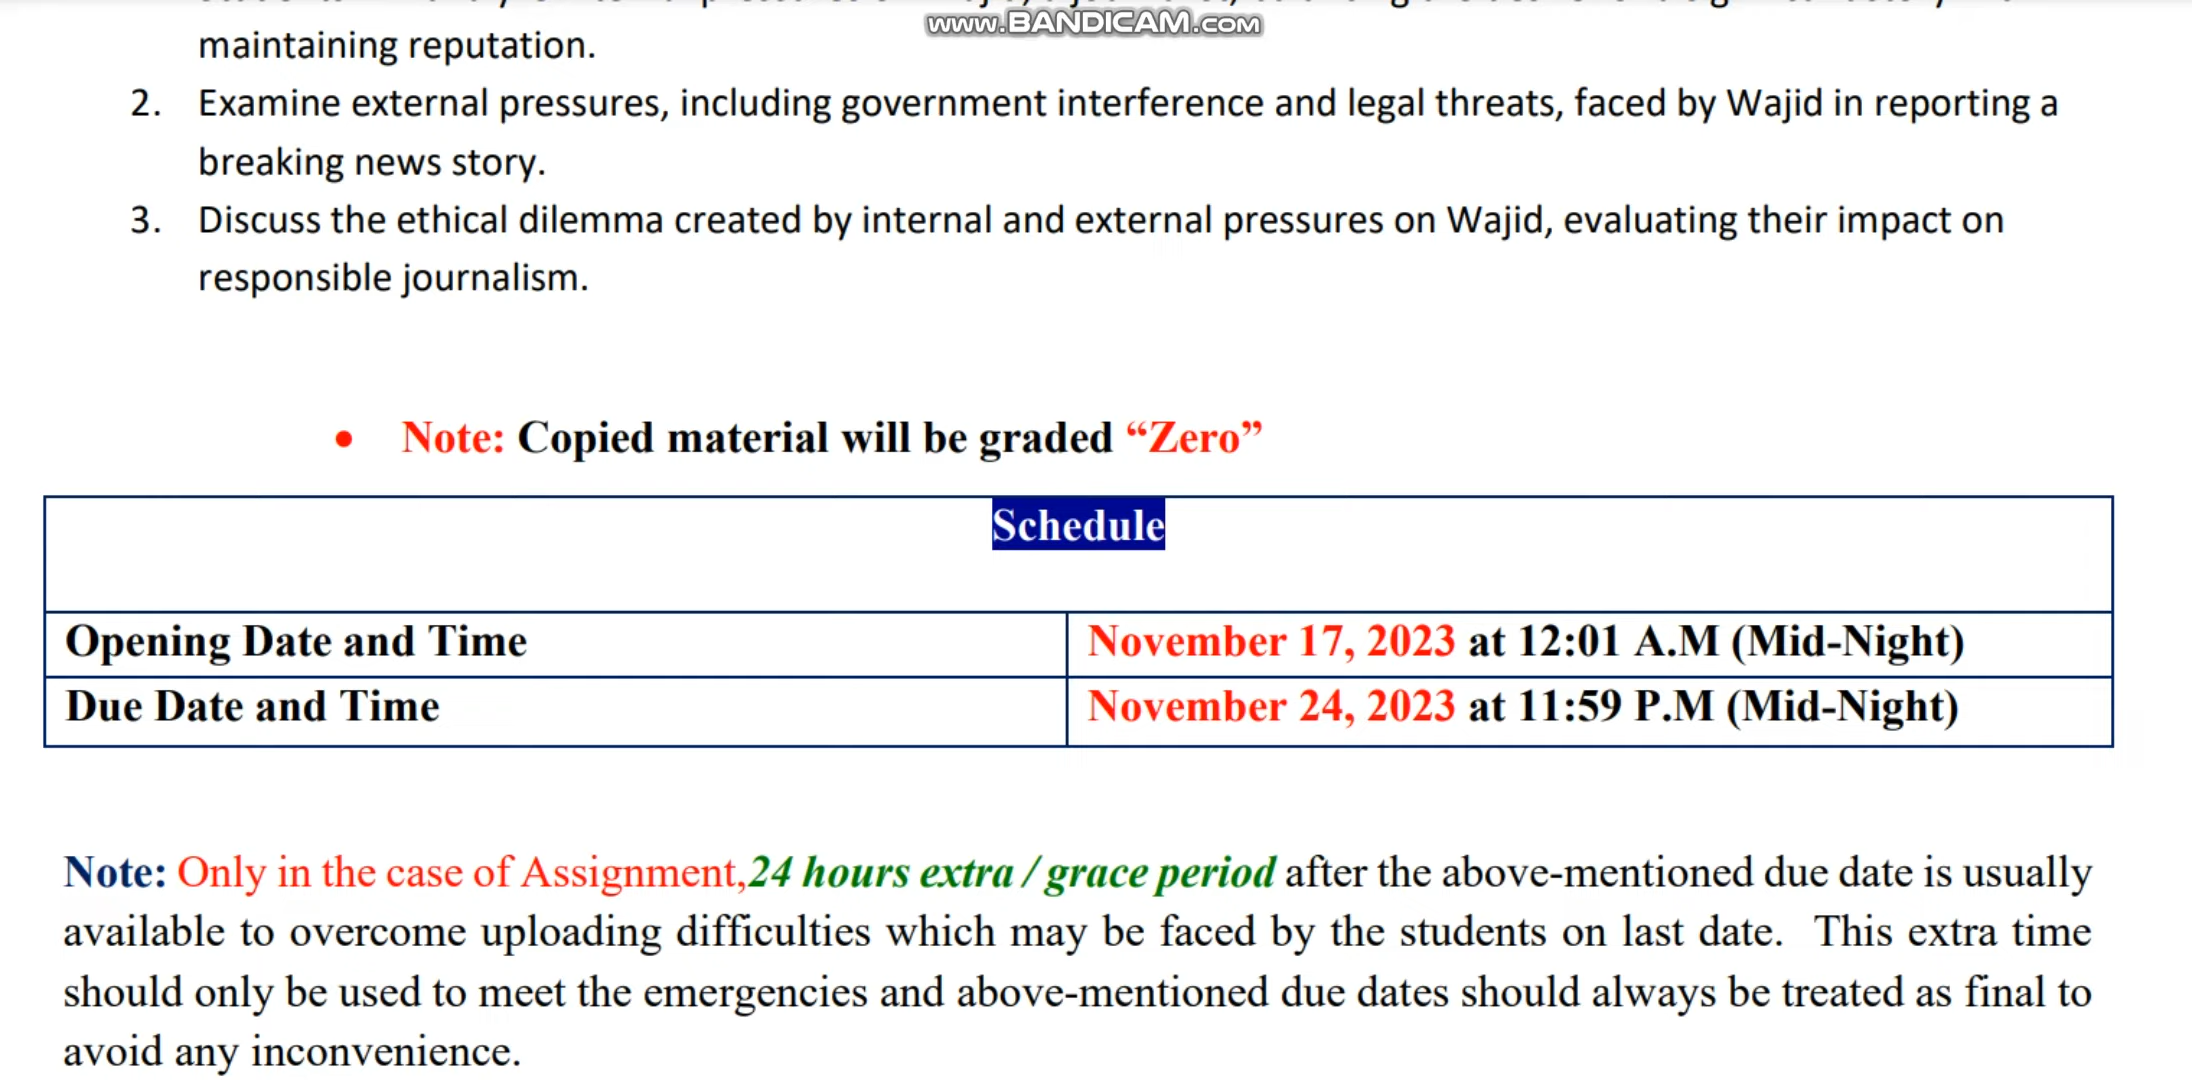 www.BANDICAM.COM
maintaining reputation.
2. Examine external pressures, including government interference and legal threats, faced by Wajid in reporting a
breaking news story.
3. Discuss the ethical dilemma created by internal and external pressures on Wajid, evaluating their impact on
responsible journalism.
• Note: Copied material will be graded “Zero”
Schedule
Opening Date and Time November 17, 2023 at 12:01 A.M (Mid-Night)
Due Date and Time November 24, 2023 at 11:59 P.M (Mid-Night)
Note: Only in the case of Assignment,24 hours extra / grace period after the above-mentioned due date is usually
available to overcome uploading difficulties which may be faced by the students on last date. This extra time
should only be used to meet the emergencies and above-mentioned due dates should always be treated as final to
avoid any inconvenience.